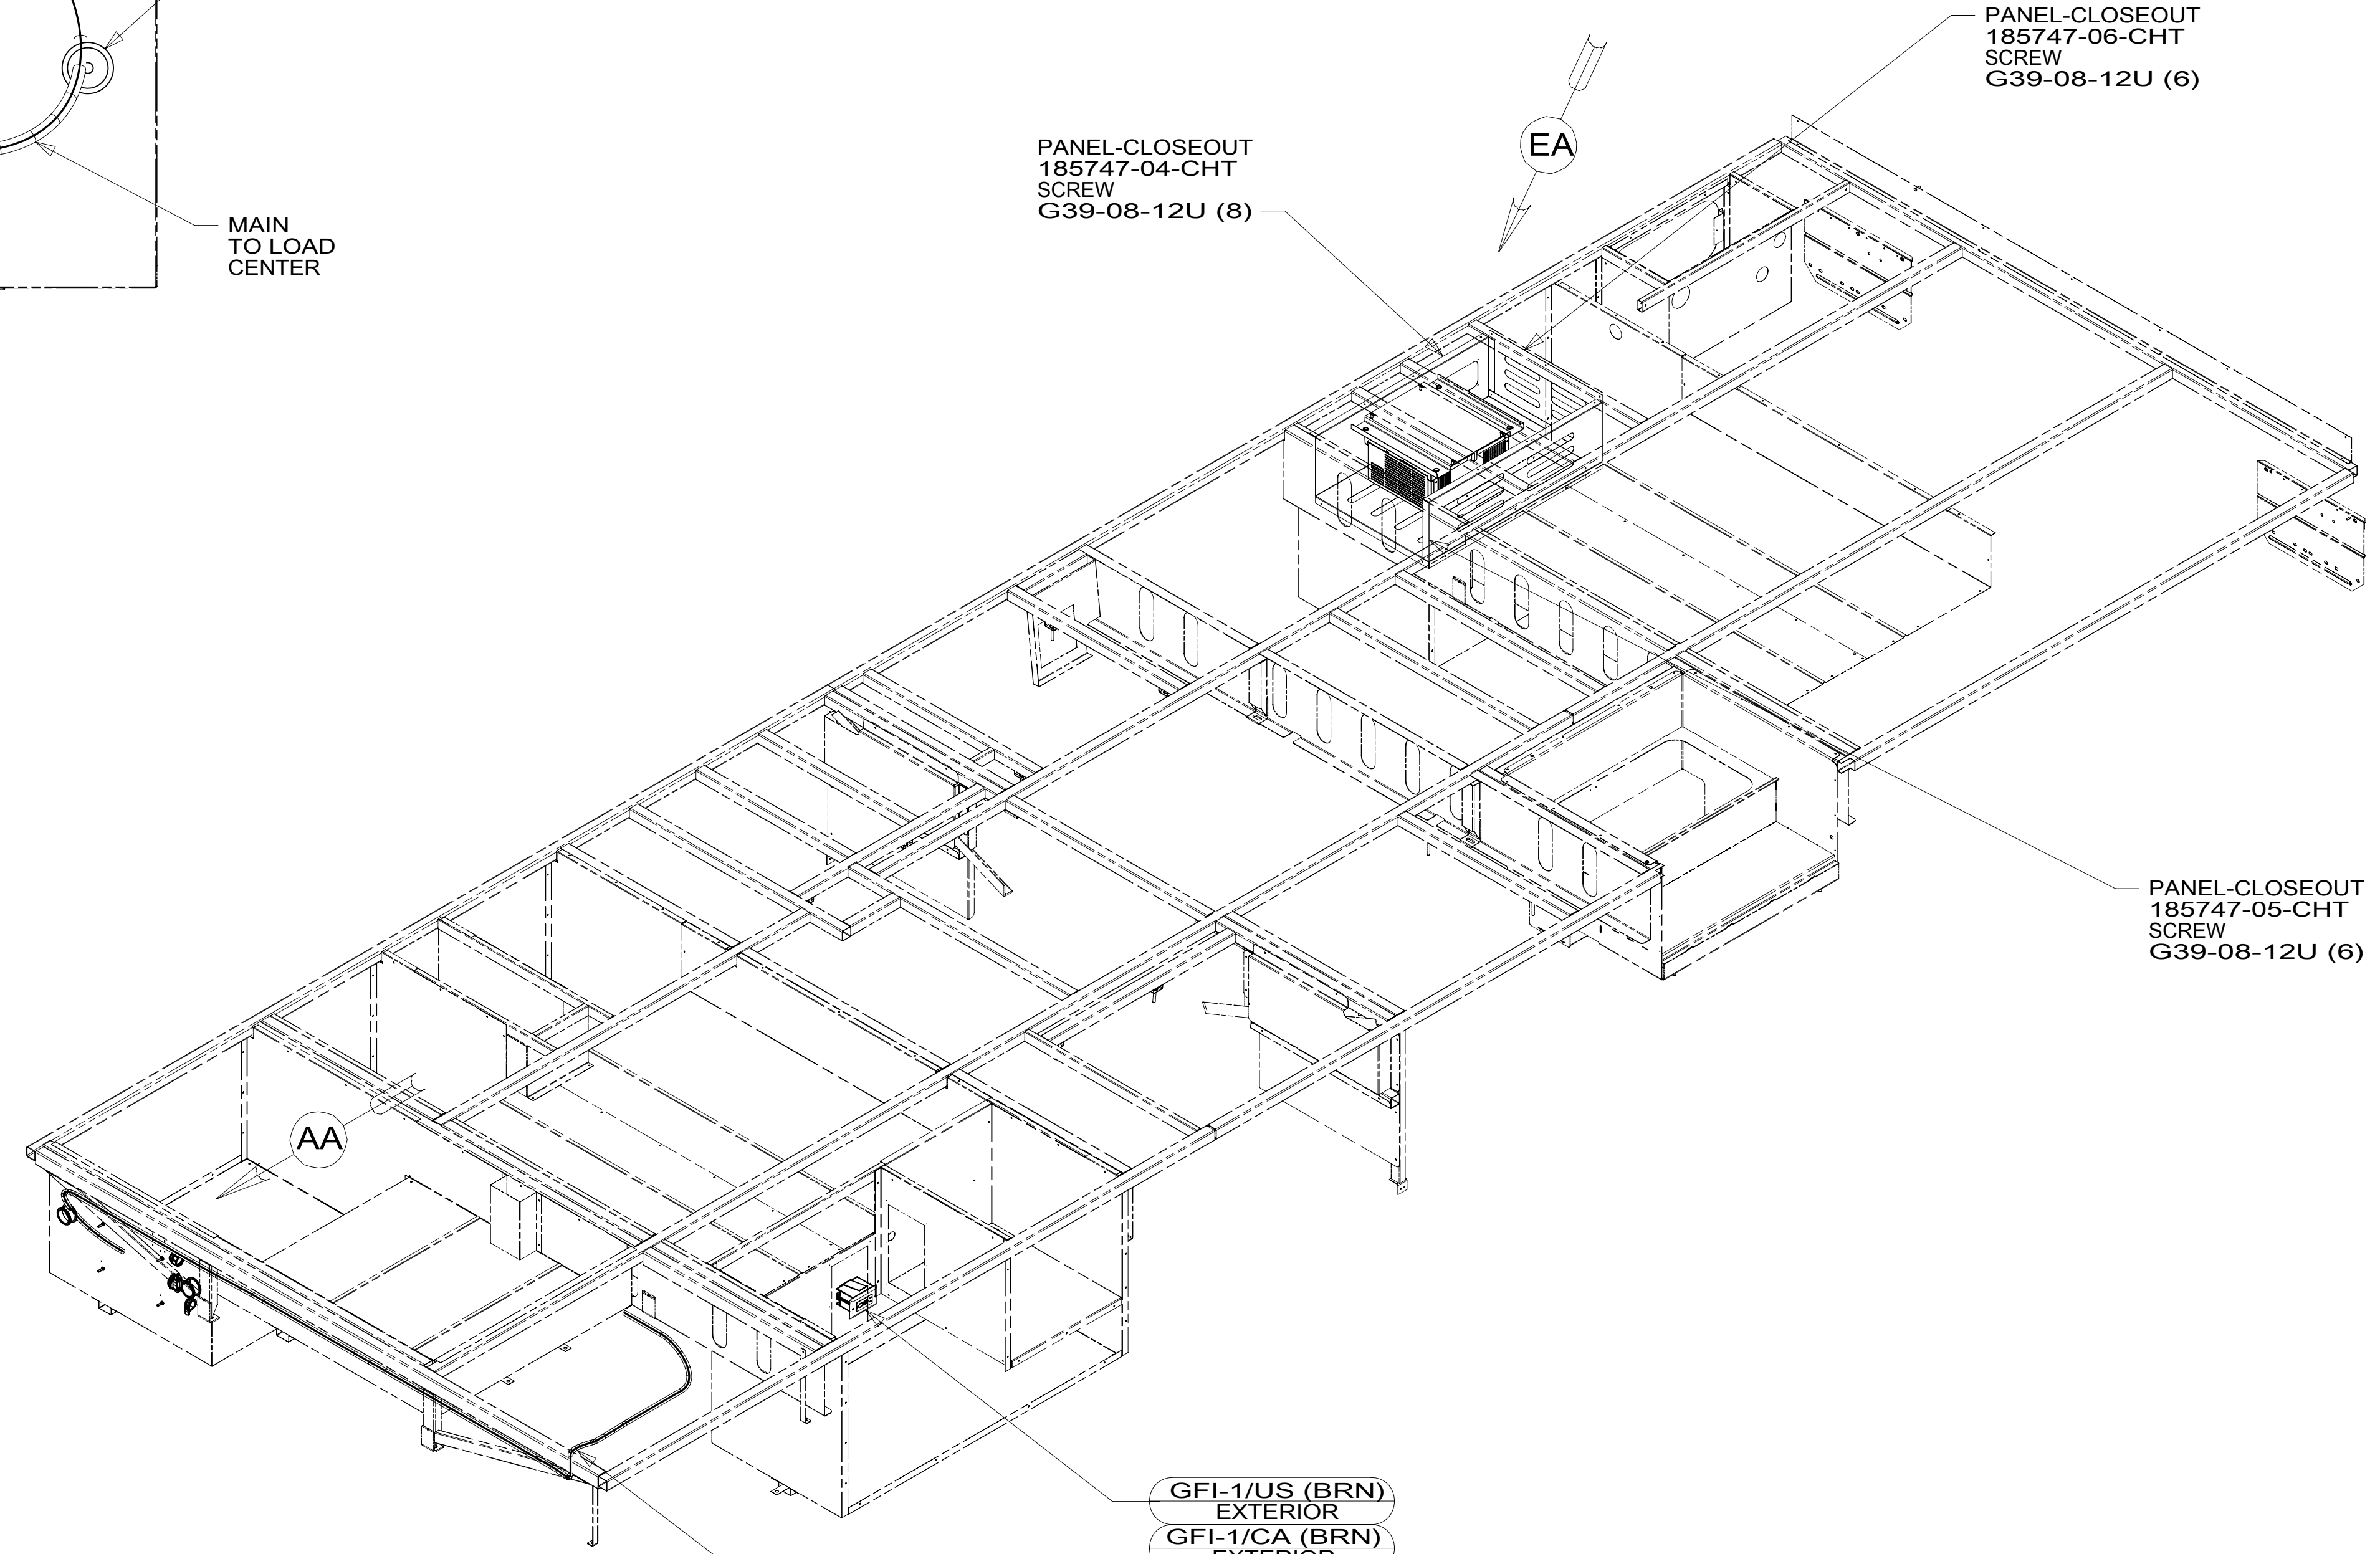 PANEL-CLOSEOUT
185747-06-CHT
SCREW
G39-08-12U (6)
EA
PANEL-CLOSEOUT
185747-04-CHT
SCREW
G39-08-12U (8)
MAIN
TO LOAD
CENTER
PANEL-CLOSEOUT
185747-05-CHT
SCREW
G39-08-12U (6)
AA
GFI-1/US (BRN)
EXTERIOR
GFI-1/CA (BRN)
EXTERIOR